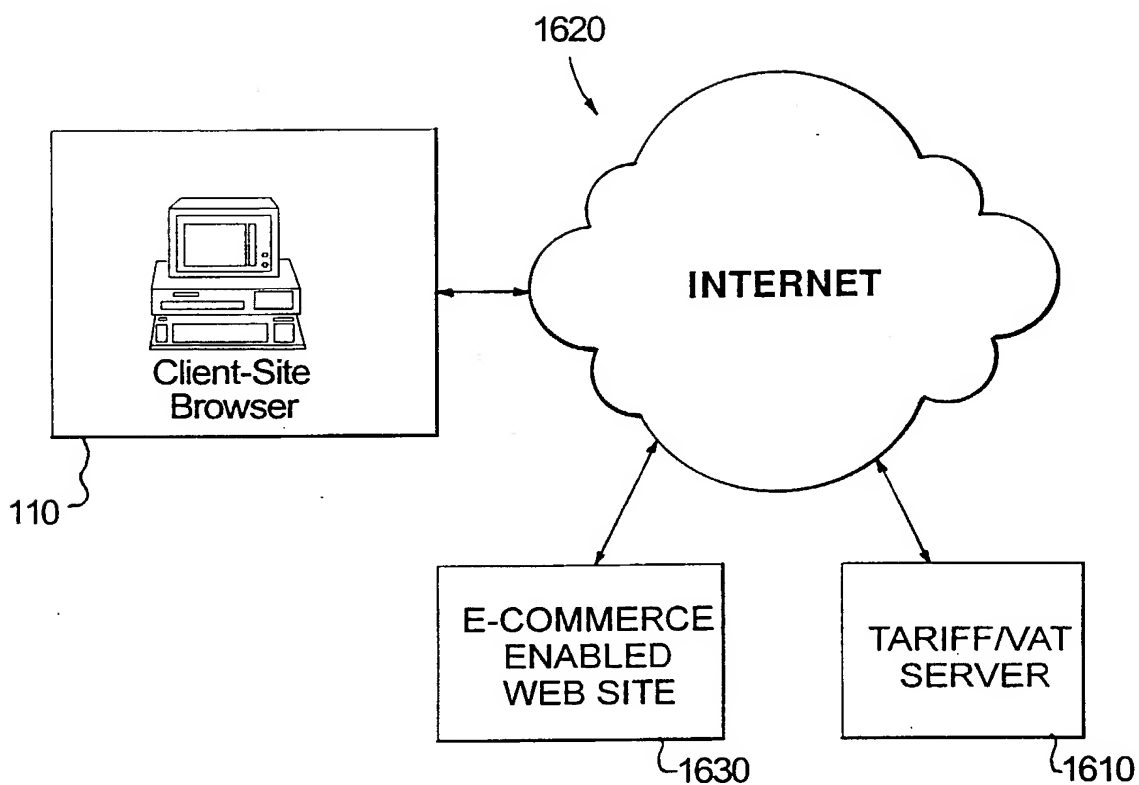 1620
INTERNET
Client-Site
Browser
110
E-COMMERCE
ENABLED
WEB SITE
1630
TARIFF/VAT
SERVER
1610